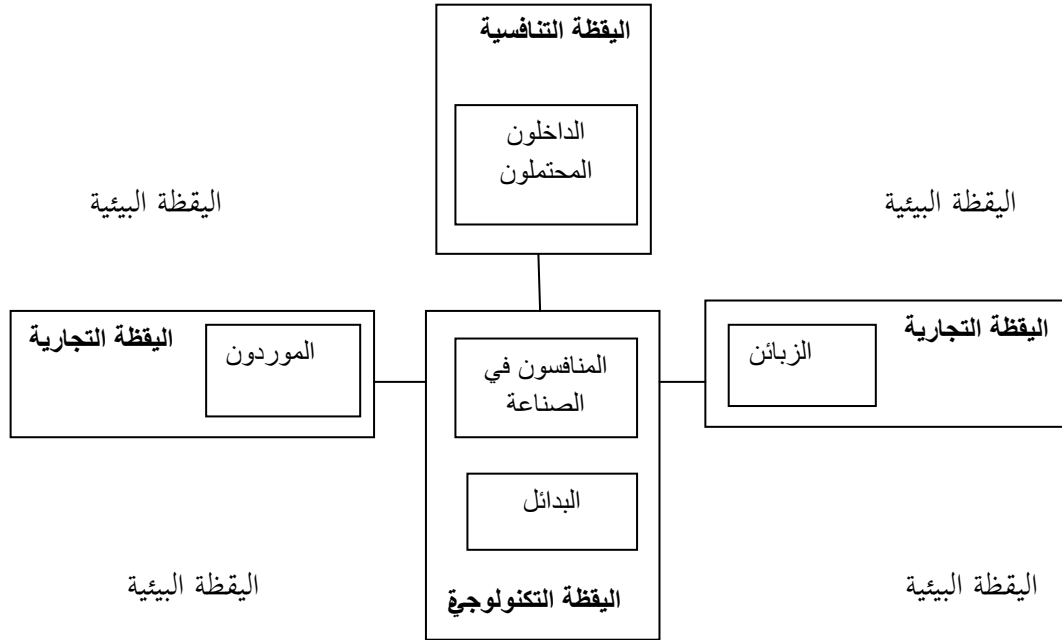 اليقظة التنافسية
الداخلون
المحتملون
اليقظة البيئية
اليقظة البيئية
اليقظة التجارية
الزبائن
المنافسون في
الصناعة
الموردون
اليقظة التجارية
البدائل
اليقظة التكنولوجية
اليقظة البيئية
اليقظة البيئية